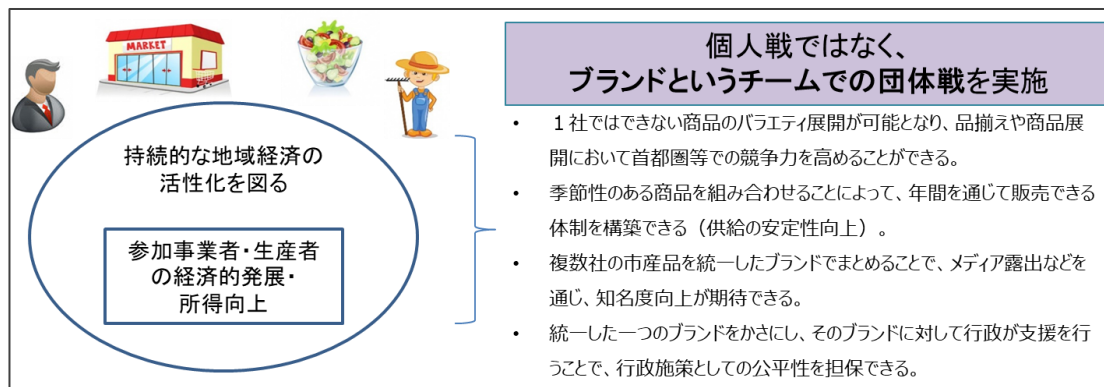 MARKET
持続的な地域経済の
活性化を図る
参加事業者・生産者
の経済的発展・
所得向上
個人戦ではなく、
ブランドというチームでの団体戦を実施
• １社ではできない商品のバラエティ展開が可能となり、品揃えや商品展
開において首都圏等での競争力を高めることができる。
• 季節性のある商品を組み合わせることによって、年間を通じて販売できる
体制を構築できる（供給の安定性向上）。
• 複数社の市産品を統一したブランドでまとめることで、メディア露出などを
通じ、知名度向上が期待できる。
• 統一した一つのブランドをかさにし、そのブランドに対して行政が支援を行
うことで、行政施策としての公平性を担保できる。